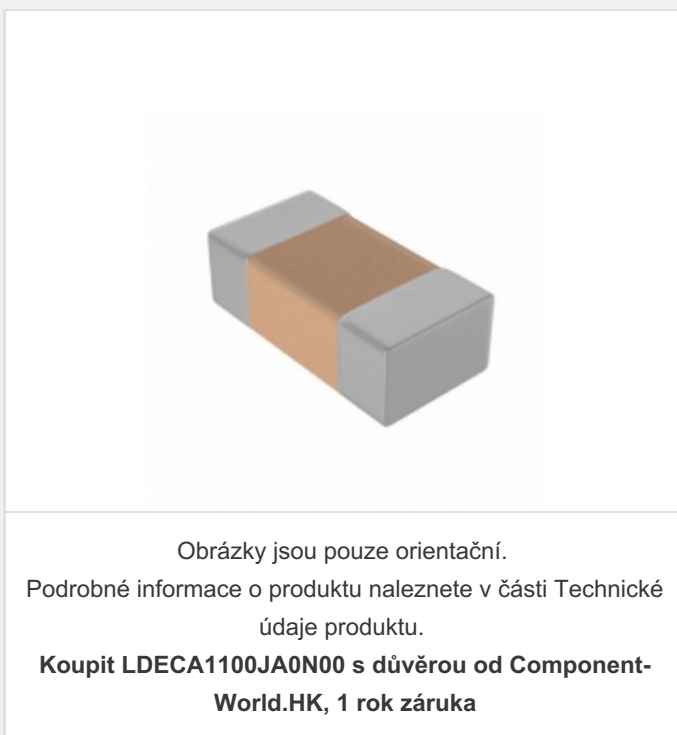 Obrázky jsou pouze orientační.
Podrobné informace o produktu naleznete v části Technické
údaje produktu.
Koupit LDECA1100JA0N00 s důvěrou od Component-
World.HK, 1 rok záruka